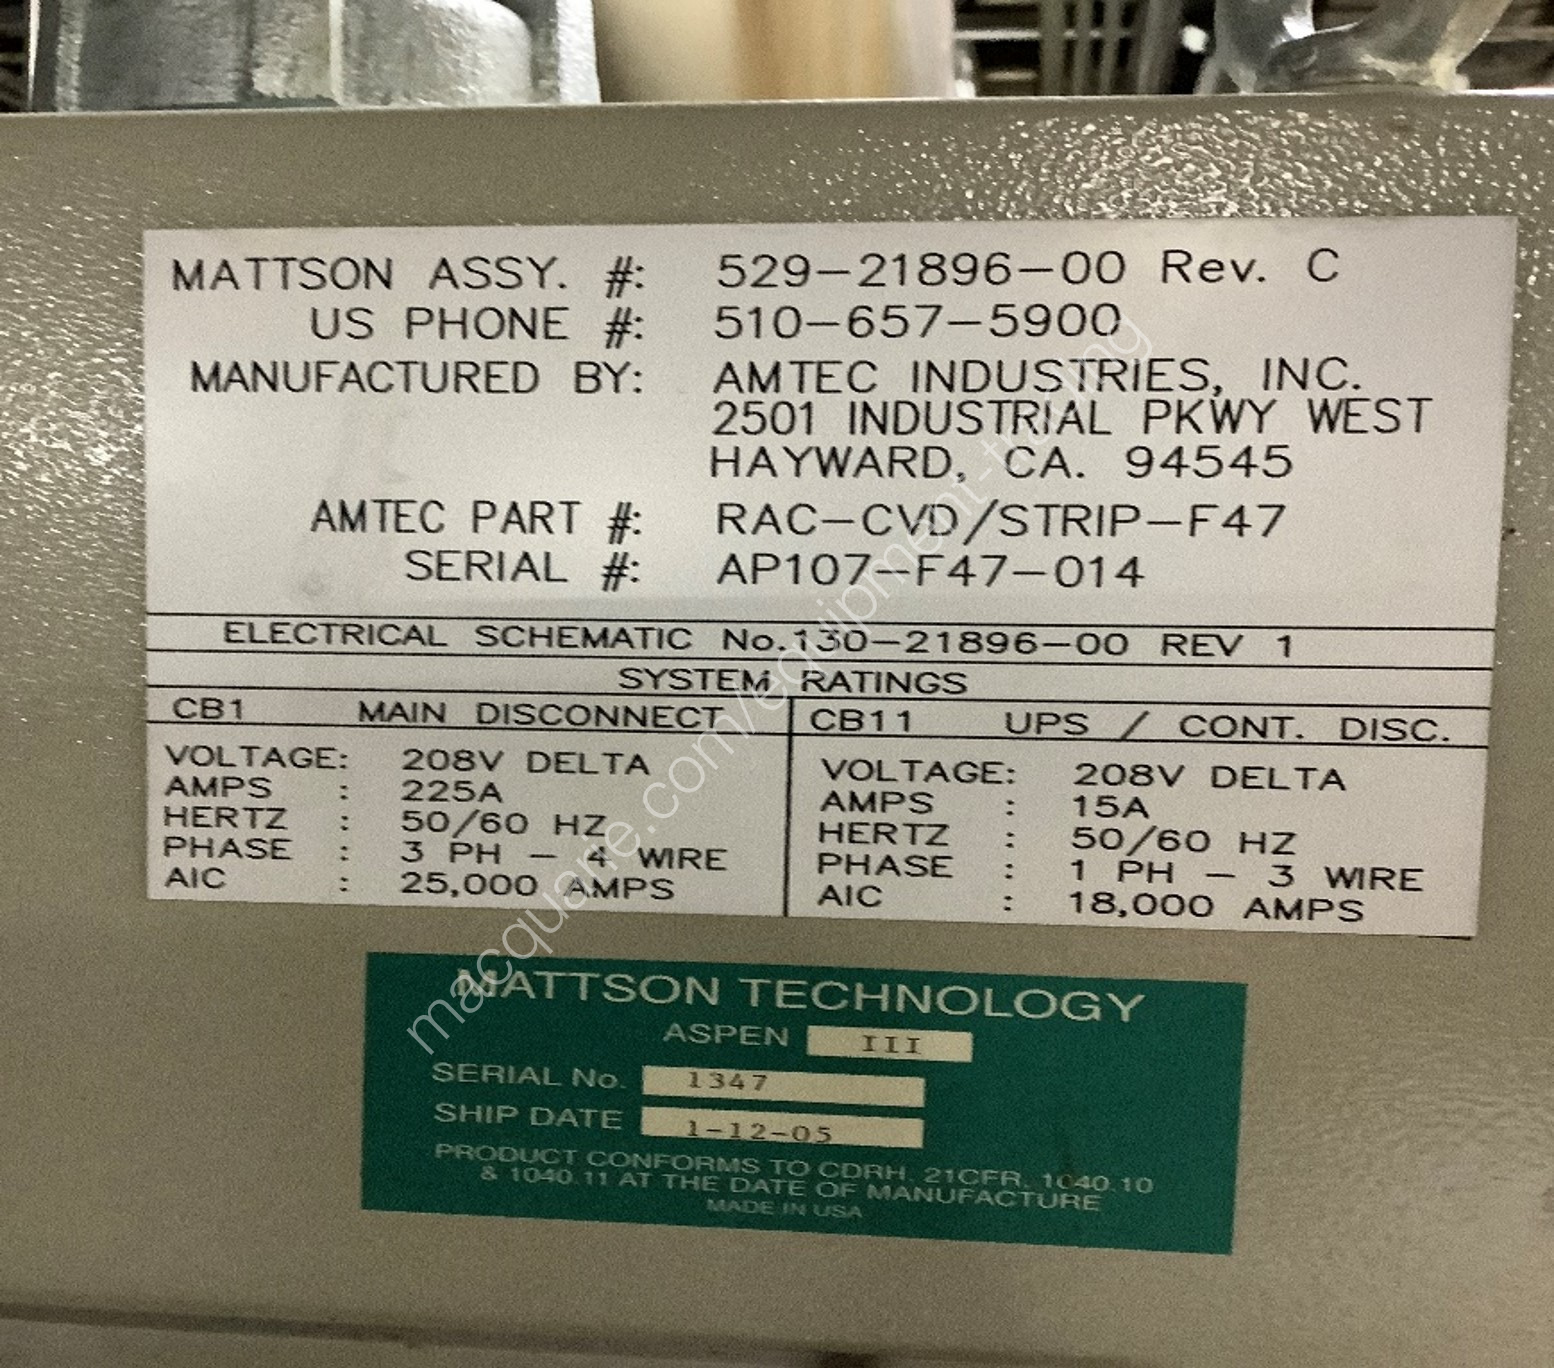 MATTSON ASSY. #: 529-21896-00 Rev. C
US PHONE #: 510-657-5900
MANUFACTURED BY: AMTEC INDUSTRIES, INC.
2501 INDUSTRIAL PKWY WEST
HAYWARD, CA. 94545
AMTEC PART #: RAC-CVD/STRIP-F47
SERIAL #: AP107-F47-014
ELECTRICAL SCHEMATIC No.130-21896-00 REV 1
SYSTEM RATINGS
CB1 MAIN DISCONNECT
VOLTAGE: 208V DELTA
AMPS : 225A
HERTZ : 50/60 HZ
PHASE : 3 PH - 4 WIRE
AIC : 25,000 AMPS
CB11 UPS / CONT. DISC.
VOLTAGE: 208V DELTA
AMPS : 15A
HERTZ : 50/60 HZ
PHASE : 1 PH - 3 WIRE
AIC : 18,000 AMPS
MATTSON TECHNOLOGY
ASPEN III
SERIAL No. 1347
SHIP DATE 1-12-05
PRODUCT CONFORMS TO CDRH, 21CFR, 1040.10
& 1040.11 AT THE DATE OF MANUFACTURE
MADE IN USA
macquarie.com/equipment-trading